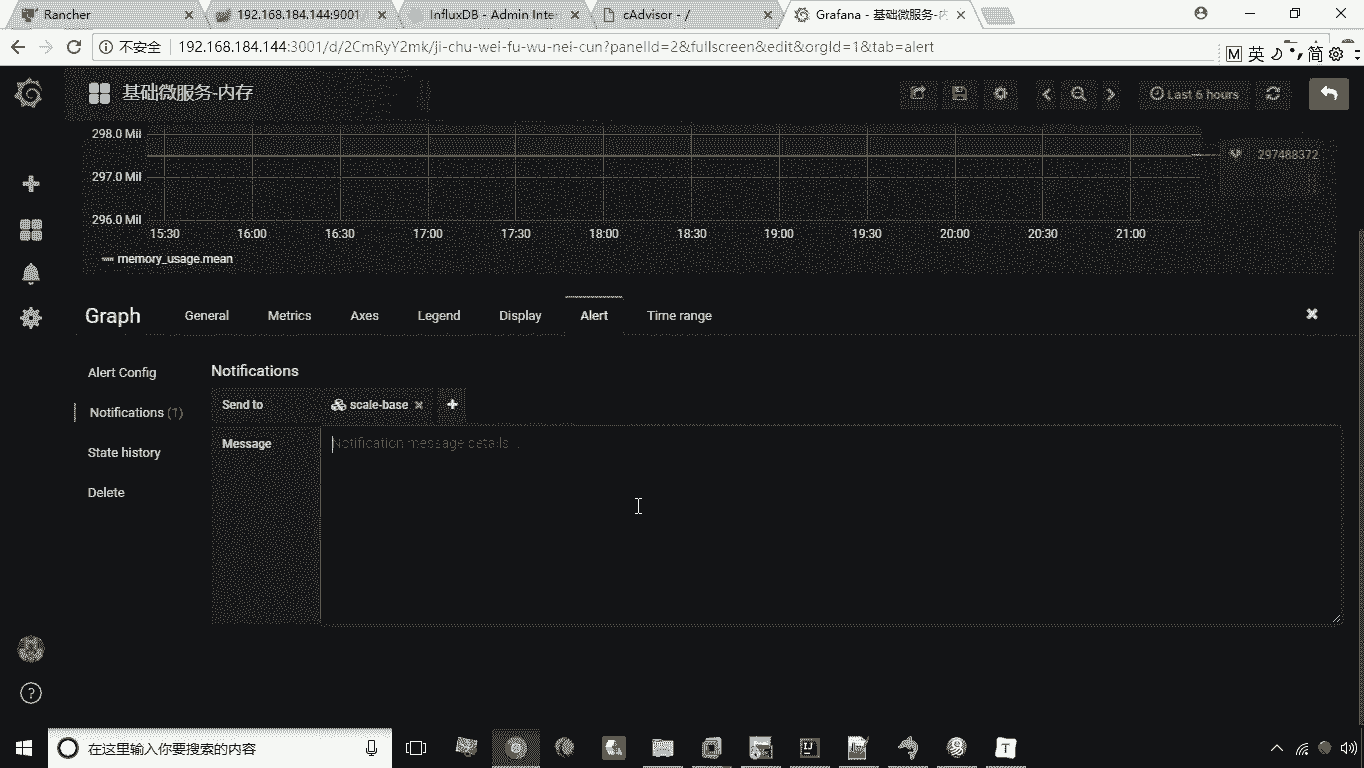 Rancher
192.168.184.144:9001/
InfluxDB - Admin Inter
cAdvisor - /
Grafana - 基础微服务-内
不安全
192.168.184.144:3001/d/2CmRyY2mk/ji-chu-wei-fu-wu-nei-cun?panelId=2&fullscreen&edit&orgId=1&tab=alert
M 英 简
基础微服务-内存
Last 6 hours
298.0 Mil
297.0 Mil
296.0 Mil
297488372
15:30 16:00 16:30 17:00 17:30 18:00 18:30 19:00 19:30 20:00 20:30 21:00
memory_usage.mean
Graph General Metrics Axes Legend Display Alert Time range
Alert Config
Notifications (1)
State history
Delete
Notifications
Send to scale-base
Message Notification message details...
在这里输入你要搜索的内容